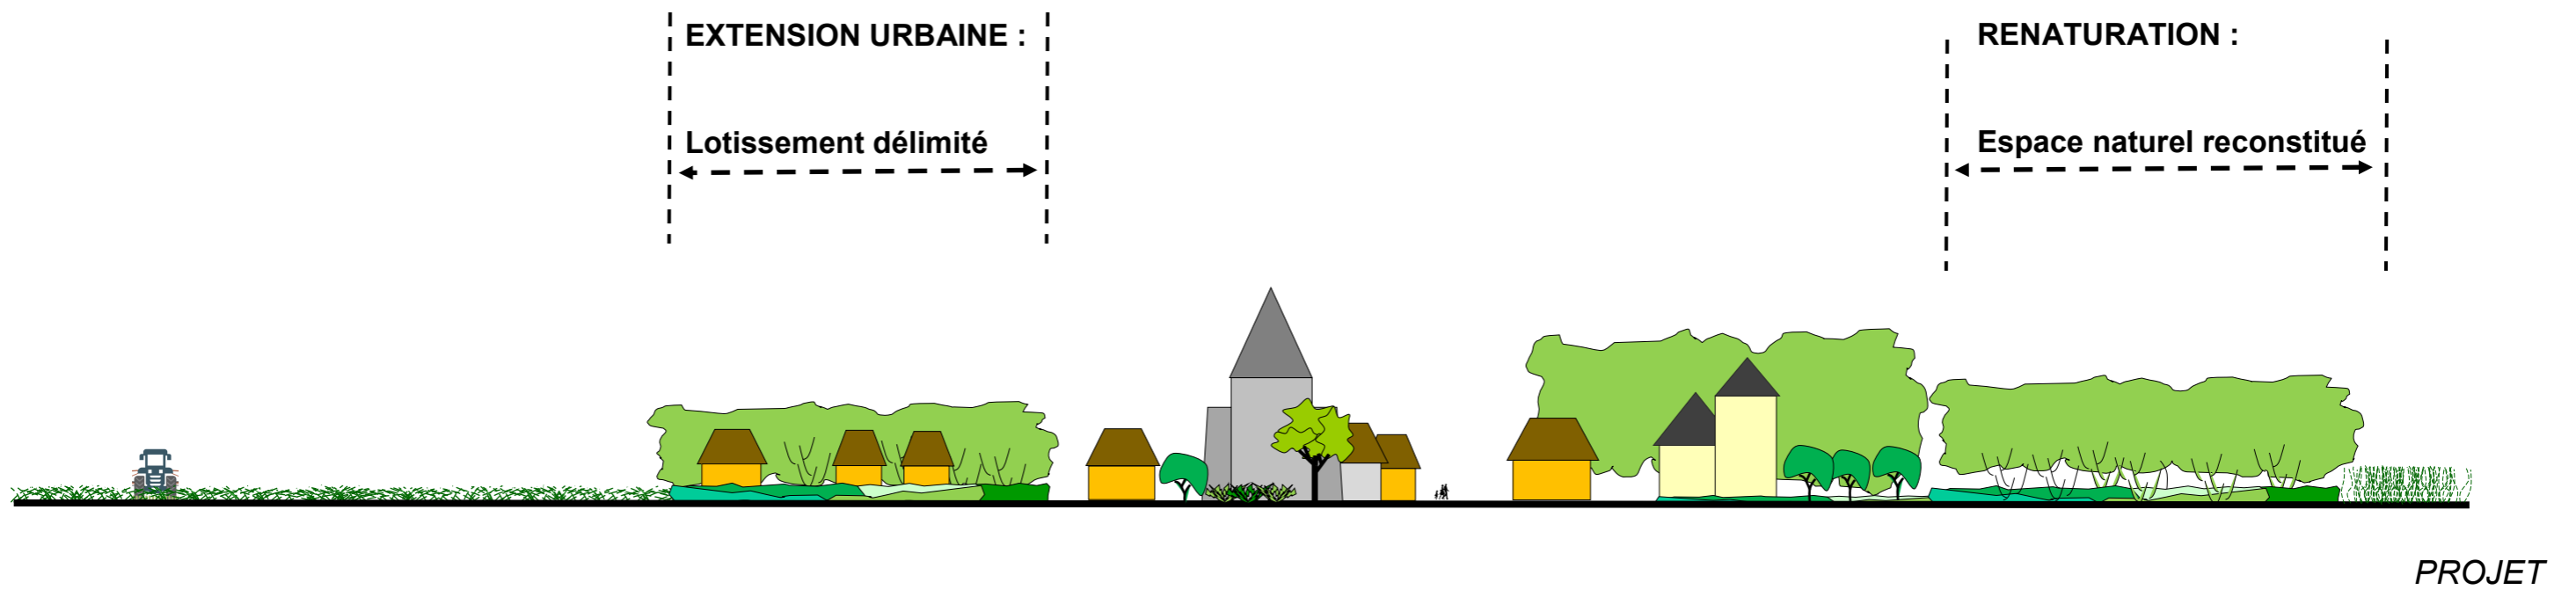 EXTENSION URBAINE :
Lotissement délimité
RENATURATION :
Espace naturel reconstitué
PROJET